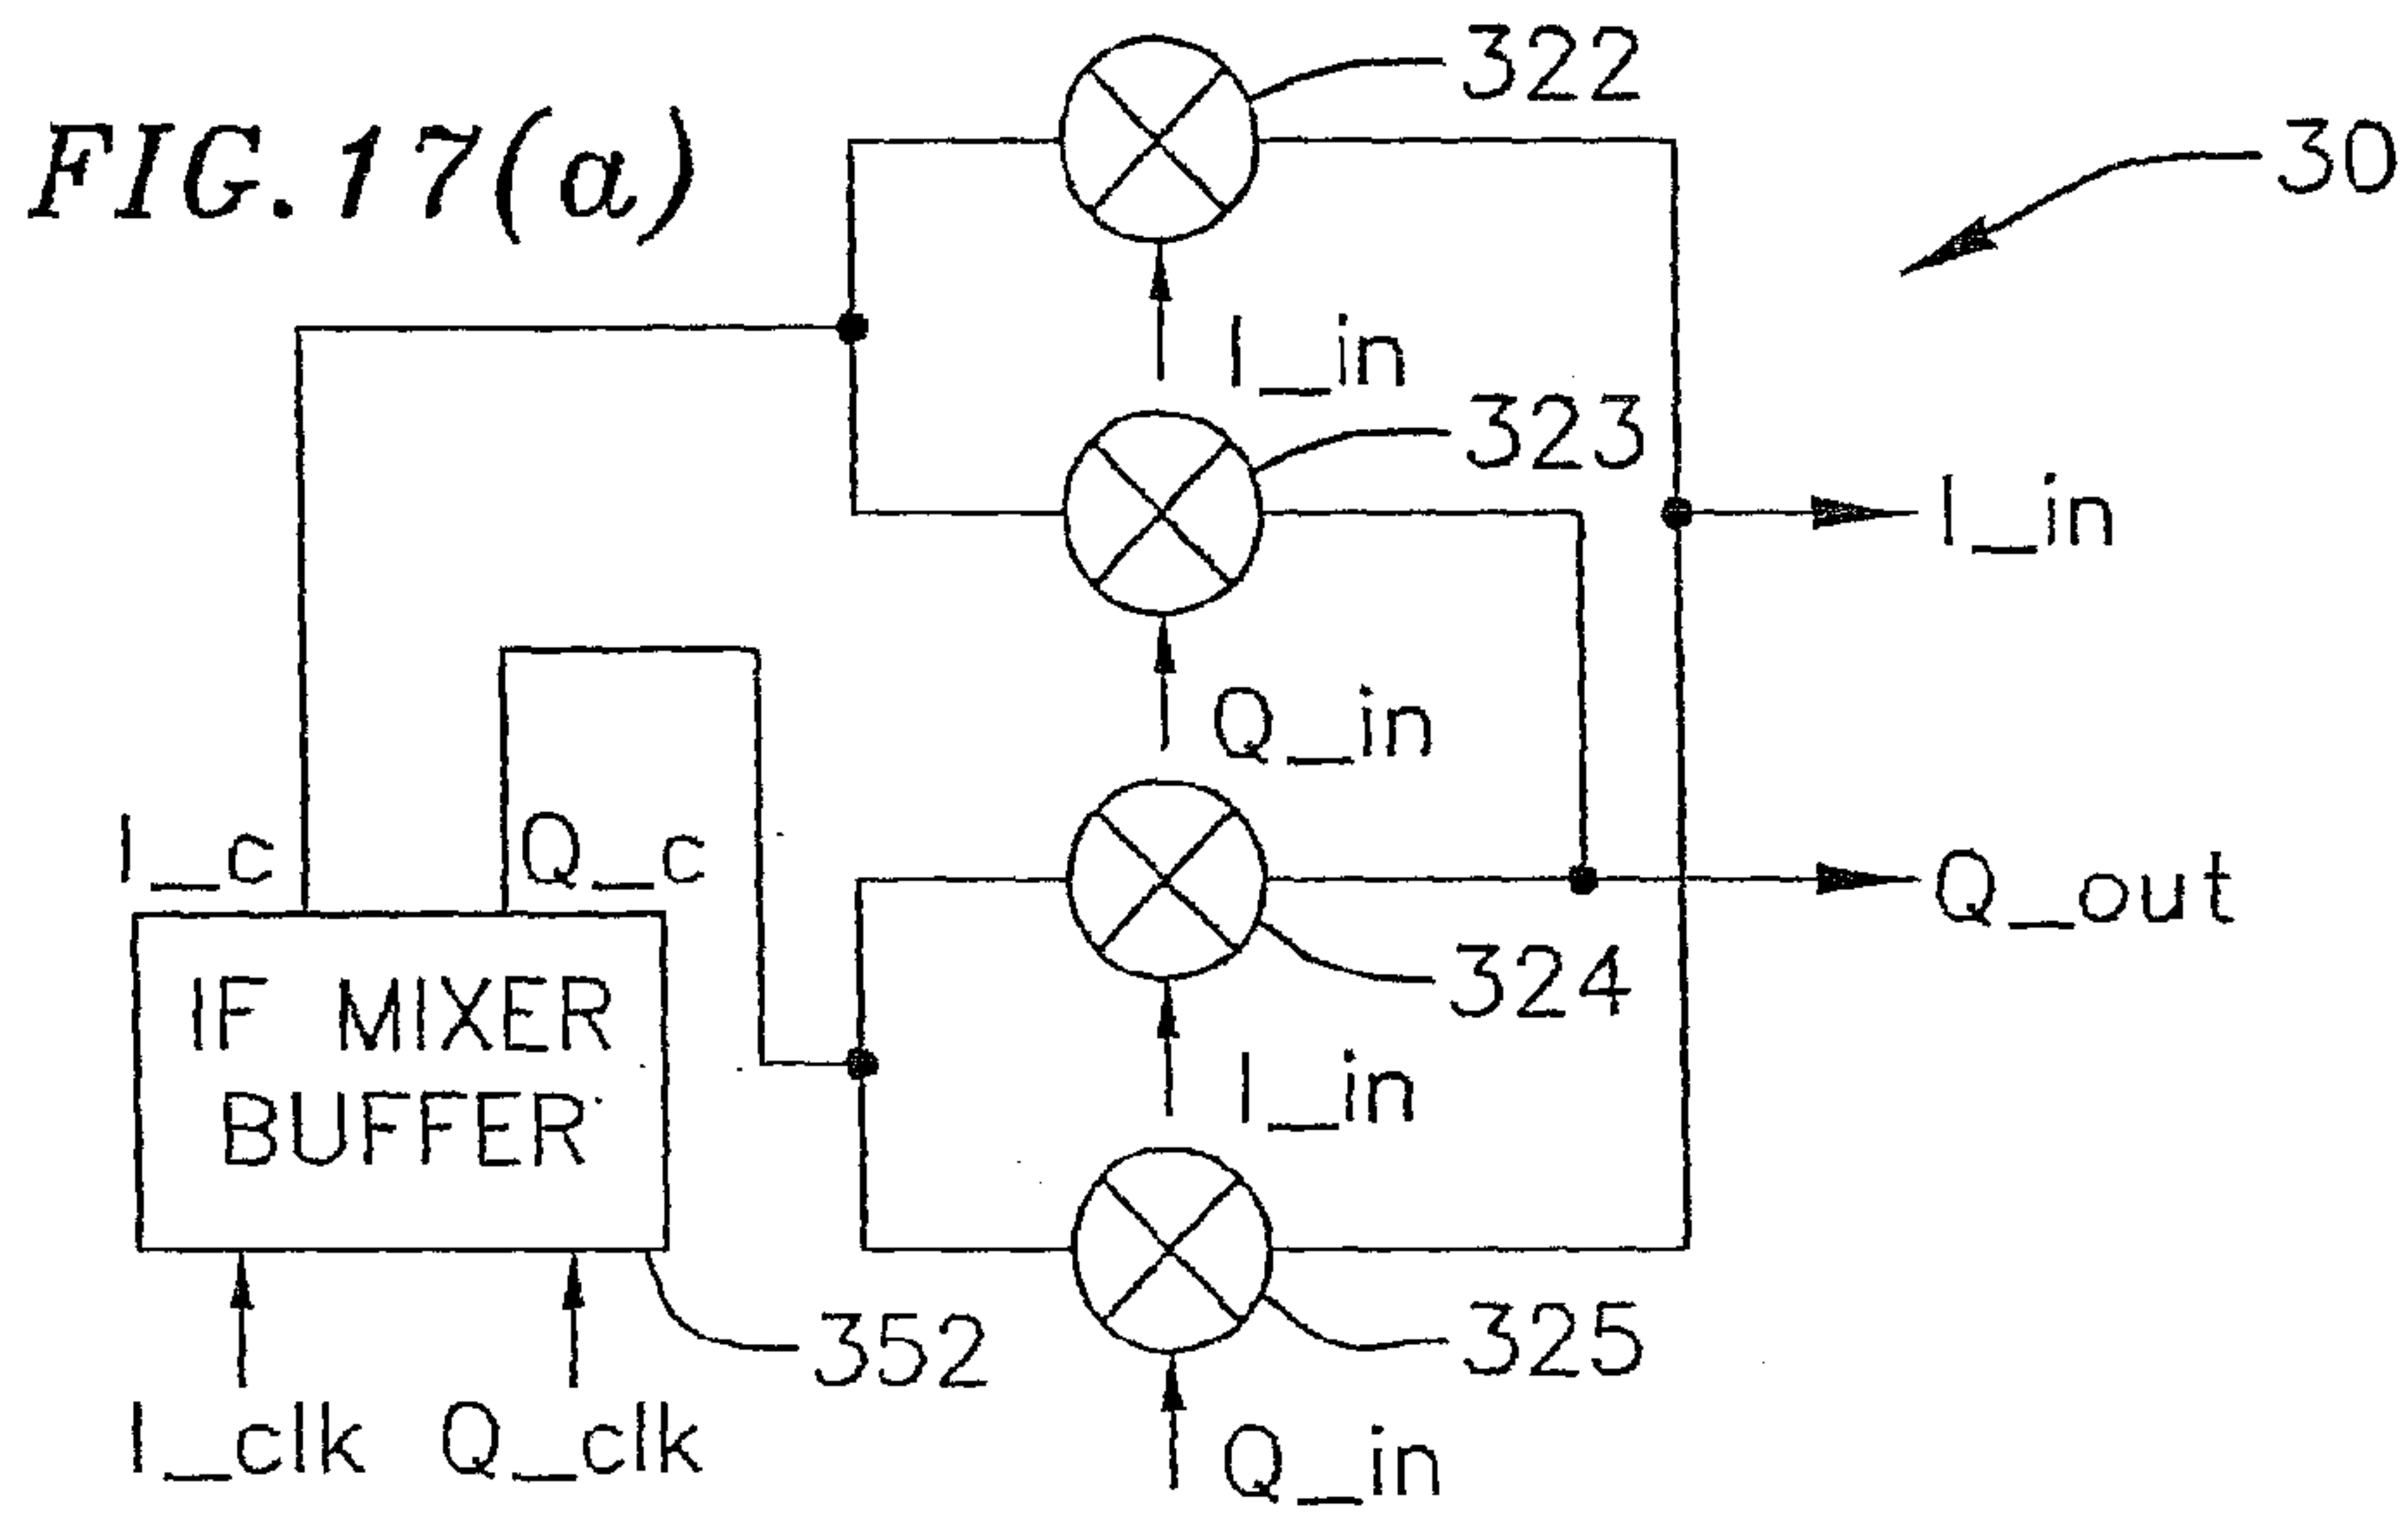 FIG.17(a)
322
30
I_in
323
I_in
Q_in
I_c
Q_c
Q_out
324
IF MIXER
BUFFER
I_in
352
325
I_clk
Q_clk
Q_in